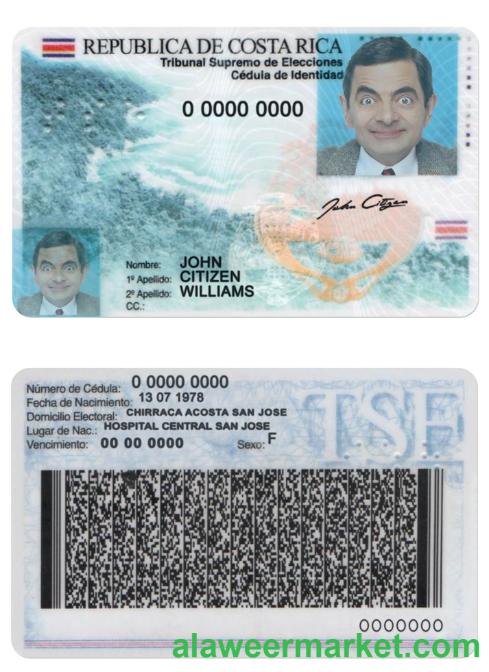 REPUBLICA DE COSTA RICA
Tribunal Supremo de Elecciones
Cédula de Identidad
0 0000 0000
John Citizen
Nombre: JOHN
1º Apellido: CITIZEN
2º Apellido: WILLIAMS
CC.:
TSE
Número de Cédula: 0 0000 0000
Fecha de Nacimiento: 13 07 1978
Domicilio Electoral: CHIRRACA ACOSTA SAN JOSE
Lugar de Nac.: HOSPITAL CENTRAL SAN JOSE
Vencimiento: 00 00 0000 Sexo: F
0000000
alaweermarket.com